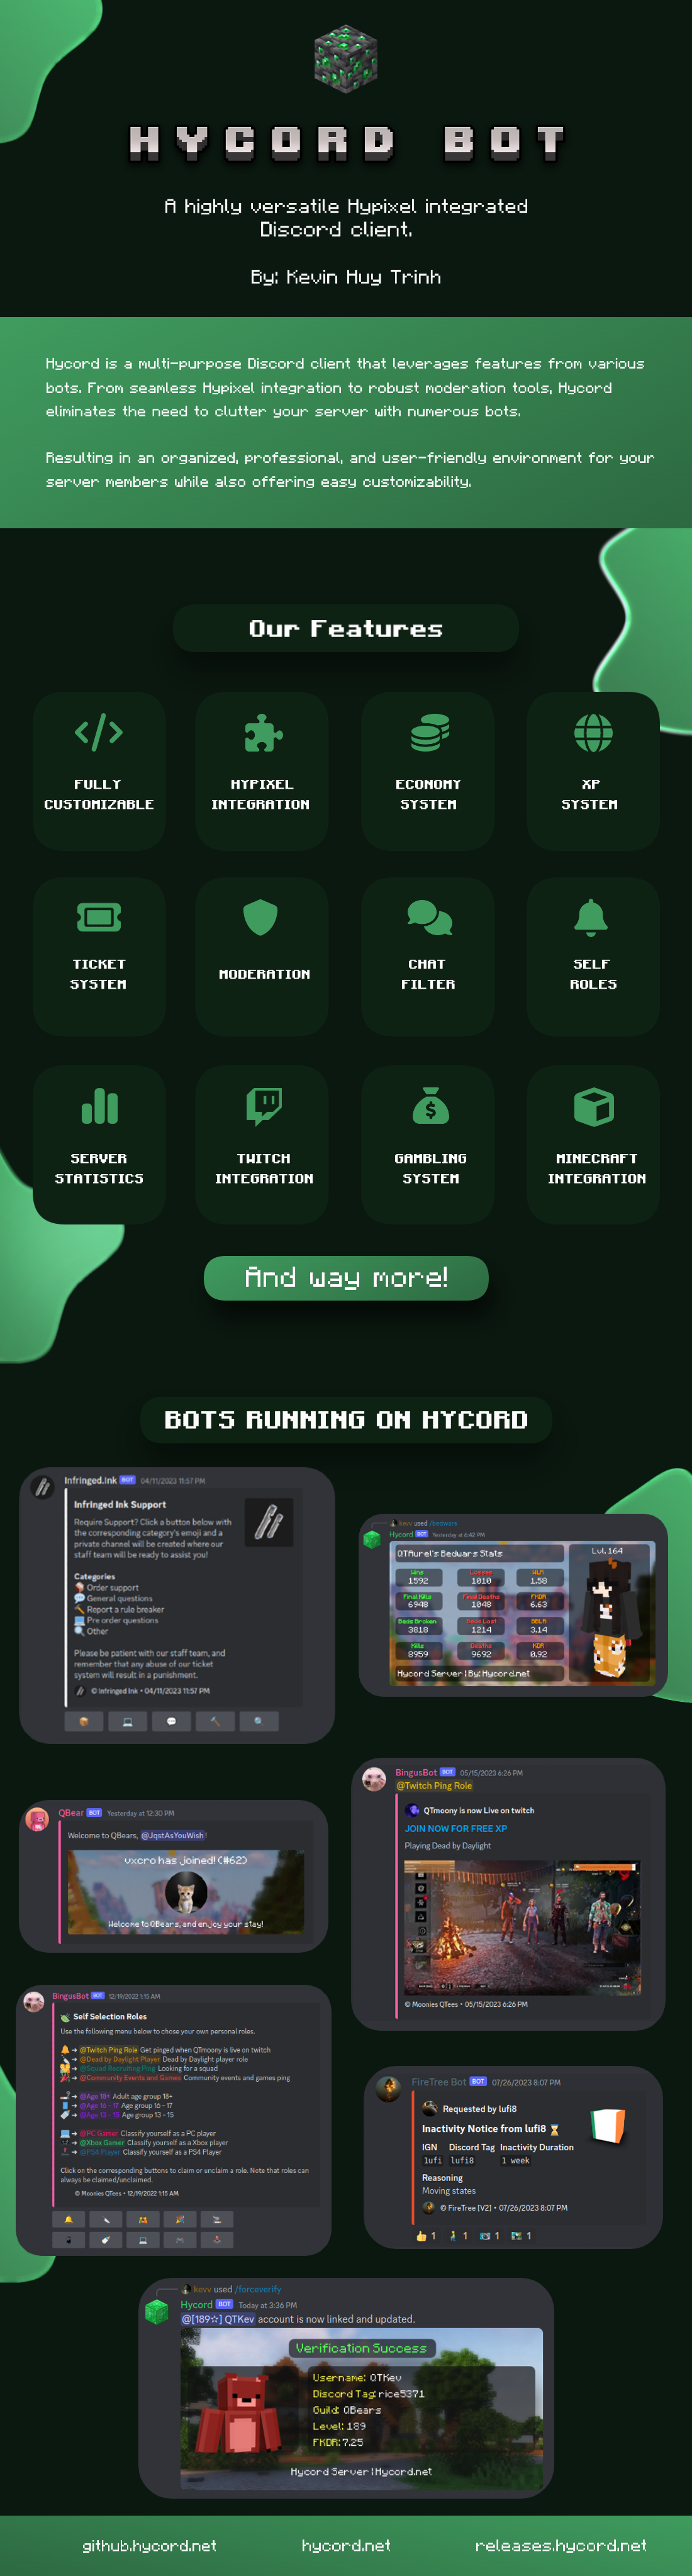 HYCORD BOT
A highly versatile Hypixel integrated
Discord client.
By: Kevin Huy Trinh
Hycord is a multi-purpose Discord client that leverages features from various
bots. From seamless Hypixel integration to robust moderation tools, Hycord
eliminates the need to clutter your server with numerous bots.
Resulting in an organized, professional, and user-friendly environment for your
server members while also offering easy customizability.
Our Features
FULLY
CUSTOMIZABLE
HYPIXEL
INTEGRATION
ECONOMY
SYSTEM
XP
SYSTEM
TICKET
SYSTEM
MODERATION
CHAT
FILTER
SELF
ROLES
SERVER
STATISTICS
TWITCH
INTEGRATION
GAMBLING
SYSTEM
MINECRAFT
INTEGRATION
And way more!
BOTS RUNNING ON HYCORD
Infringed.Ink BOT 04/11/2023 11:57 PM
Infringed Ink Support
Require Support? Click a button below with
the corresponding category's emoji and a
private channel will be created where our
staff team will be ready to assist you!
Categories
Order support
General questions
Report a rule breaker
Pre order questions
Other
Please be patient with our staff team, and
remember that any abuse of our ticket
system will result in a punishment.
© Infringed Ink • 04/11/2023 11:57 PM
kevv used /bedwars
Hycord BOT Yesterday at 6:42 PM
OTAurel's Bedwars Stats
Lvl. 164
Wins Losses WLR
1592 1010 1.58
Final Kills Final Deaths FKDR
6948 1048 6.63
Beds Broken Beds Lost BBLR
3818 1214 3.14
Kills Deaths KDR
8959 9692 0.92
Hycord Server | By: Hycord.net
QBear BOT Yesterday at 12:30 PM
Welcome to QBears, @JqstAsYouWish !
vxcro has joined! (#62)
Welcome to QBears, and enjoy your stay!
BingusBot BOT 05/15/2023 6:26 PM
@Twitch Ping Role
QTmoony is now Live on twitch
JOIN NOW FOR FREE XP
Playing Dead by Daylight
© Moonies QTees • 05/15/2023 6:26 PM
BingusBot BOT 12/19/2022 1:15 AM
Self Selection Roles
Use the following menu below to chose your own personal roles.
➔ @Twitch Ping Role Get pinged when QTmoony is live on twitch
➔ @Dead by Daylight Player Dead by Daylight player role
➔ @Squad Recruiting Ping Looking for a squad
➔ @Community Events and Games Community events and games ping
➔ @Age 18+ Adult age group 18+
➔ @Age 16 - 17 Age group 16 - 17
➔ @Age 13 - 15 Age group 13 - 15
➔ @PC Gamer Classify yourself as a PC player
➔ @Xbox Gamer Classify yourself as a Xbox player
➔ @PS4 Player Classify yourself as a PS4 Player
Click on the corresponding buttons to claim or unclaim a role. Note that roles can
always be claimed/unclaimed.
© Moonies QTees • 12/19/2022 1:15 AM
FireTree Bot BOT 07/26/2023 8:07 PM
Requested by lufi8
Inactivity Notice from lufi8
IGN Discord Tag Inactivity Duration
lufi lufi8 1 week
Reasoning
Moving states
© FireTree [V2] • 07/26/2023 8:07 PM
1 1 1 1
kevv used /forceverify
Hycord BOT Today at 3:36 PM
@[189☆] QTKev account is now linked and updated.
Verification Success
Username: QTKev
Discord Tag: rice5371
Guild: QBears
Level: 189
FKDR: 7.25
Hycord Server | Hycord.net
github.hycord.net
hycord.net
releases.hycord.net